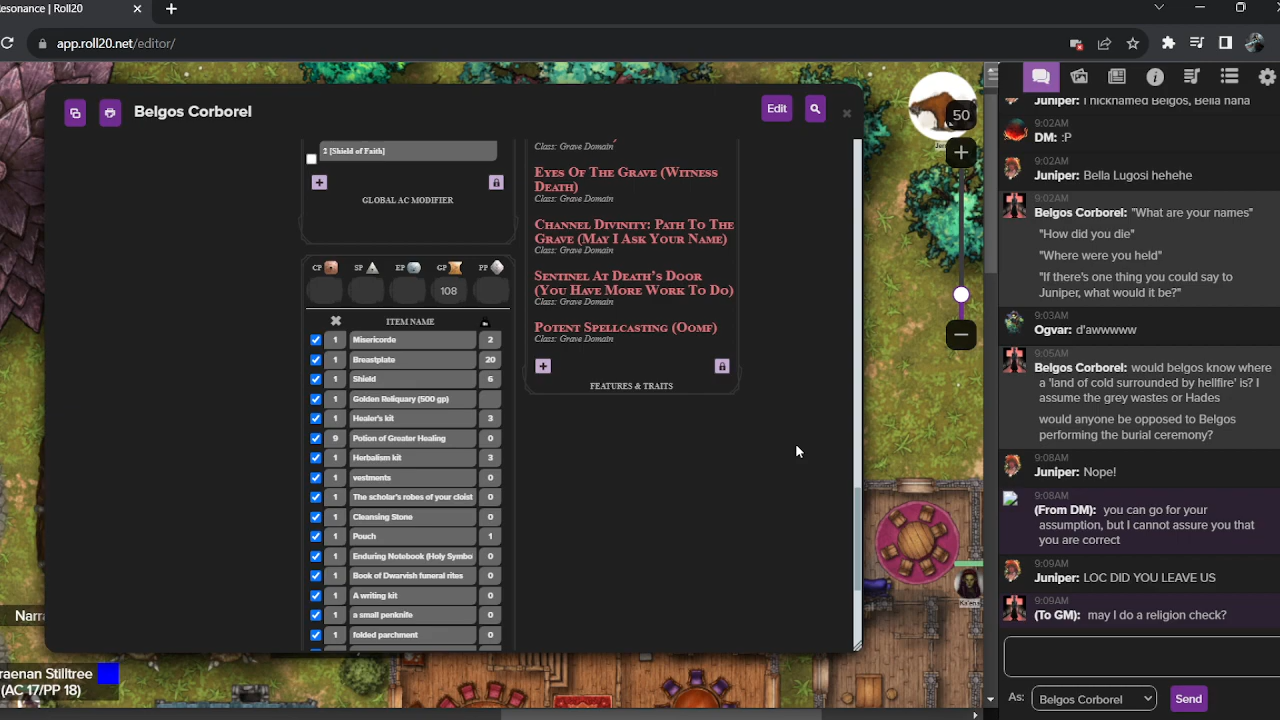 esonance | Roll20
app.roll20.net/editor/
Belgos Corborel
Edit
2 [Shield of Faith]
GLOBAL AC MODIFIER
CP SP EP GP PP
108
ITEM NAME
1 Misericorde 2
1 Breastplate 20
1 Shield 6
1 Golden Reliquary (500 gp)
1 Healer's kit 3
9 Potion of Greater Healing 0
1 Herbalism kit 3
1 vestments 0
1 The scholar's robes of your cloist 0
1 Cleansing Stone 0
1 Pouch 1
1 Enduring Notebook (Holy Symbo 0
1 Book of Dwarvish funeral rites 0
1 A writing kit 0
1 a small penknife 0
1 folded parchment 0
Class: Grave Domain
Eyes Of The Grave (Witness
Death)
Class: Grave Domain
Channel Divinity: Path To The
Grave (May I Ask Your Name)
Class: Grave Domain
Sentinel At Death's Door
(You Have More Work To Do)
Class: Grave Domain
Potent Spellcasting (Oomf)
Class: Grave Domain
FEATURES & TRAITS
50
Narra
raenan Stilltree
(AC 17/PP 18)
Juniper: I nicknamed Belgos, Bella nana
9:02AM
DM: :P
9:02AM
Juniper: Bella Lugosi hehehe
9:02AM
Belgos Corborel: "What are your names"
"How did you die"
"Where were you held"
"If there's one thing you could say to
Juniper, what would it be?"
9:03AM
Ogvar: d'awwwww
9:05AM
Belgos Corborel: would belgos know where
a 'land of cold surrounded by hellfire' is? I
assume the grey wastes or Hades
would anyone be opposed to Belgos
performing the burial ceremony?
9:08AM
Juniper: Nope!
9:08AM
(From DM): you can go for your
assumption, but I cannot assure you that
you are correct
9:09AM
Juniper: LOC DID YOU LEAVE US
9:09AM
(To GM): may I do a religion check?
As: Belgos Corborel Send